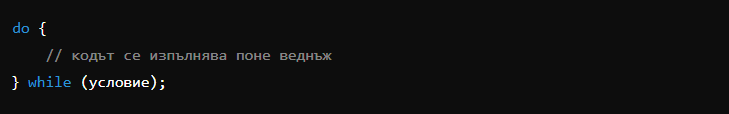 do {
    // кодът се изпълнява поне веднъж
} while (условие);